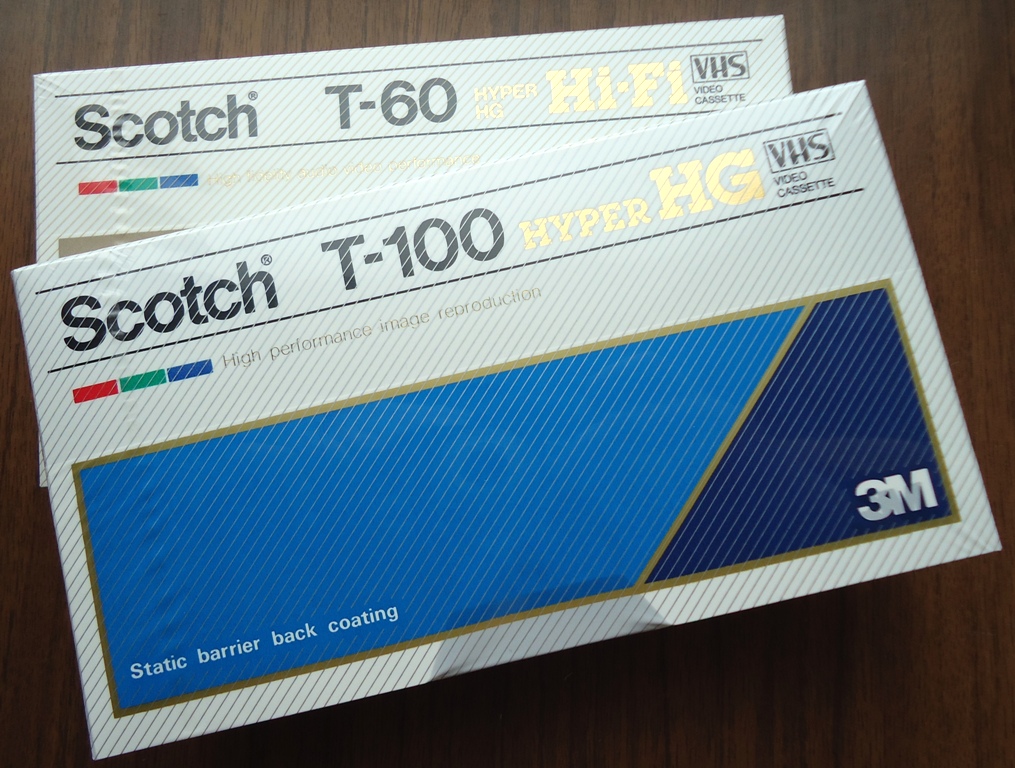 Scotch® T-60 HYPER HG Hi-Fi VHS VIDEO CASSETTE
High fidelity audio video performance
Scotch® T-100 HYPER HG VHS VIDEO CASSETTE
High performance image reproduction
3M
Static barrier back coating